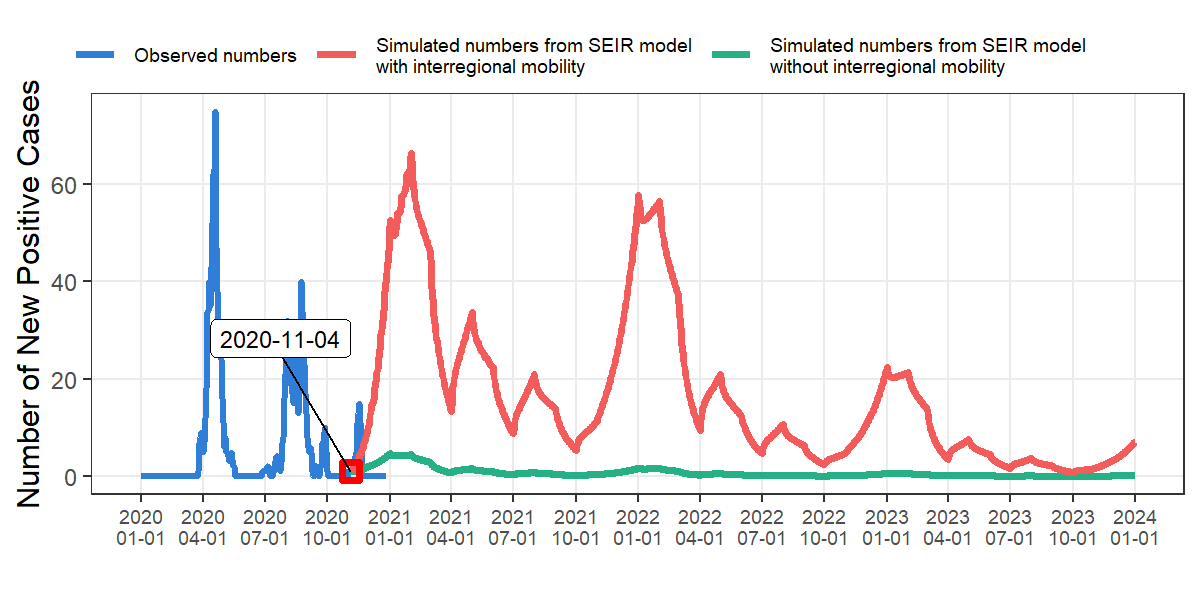 Observed numbers
Simulated numbers from SEIR model
with interregional mobility
Simulated numbers from SEIR model
without interregional mobility
Number of New Positive Cases
60
40
20
0
2020-11-04
2020 2020 2020 2020 2021 2021 2021 2021 2022 2022 2022 2022 2023 2023 2023 2023 2024
01-01 04-01 07-01 10-01 01-01 04-01 07-01 10-01 01-01 04-01 07-01 10-01 01-01 04-01 07-01 10-01 01-01